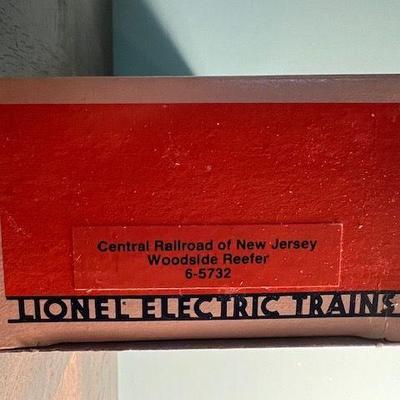 Central Railroad of New Jersey
Woodside Reefer
6-5732
LIONEL ELECTRIC TRAINS